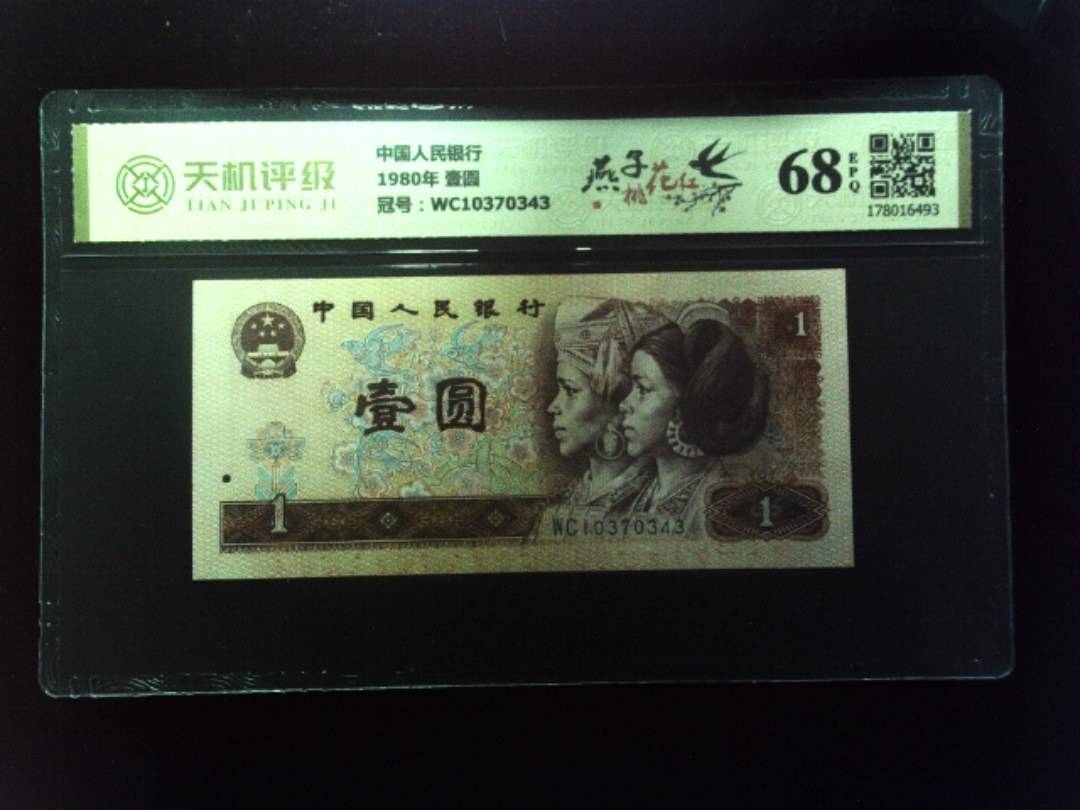 天机评级
TIAN JI PING JI
中国人民银行
1980年 壹圆
冠号：WC10370343
燕子
桃花红
68
EPQ
178016493
中国人民银行
1
壹圆
1
WC10370343
1